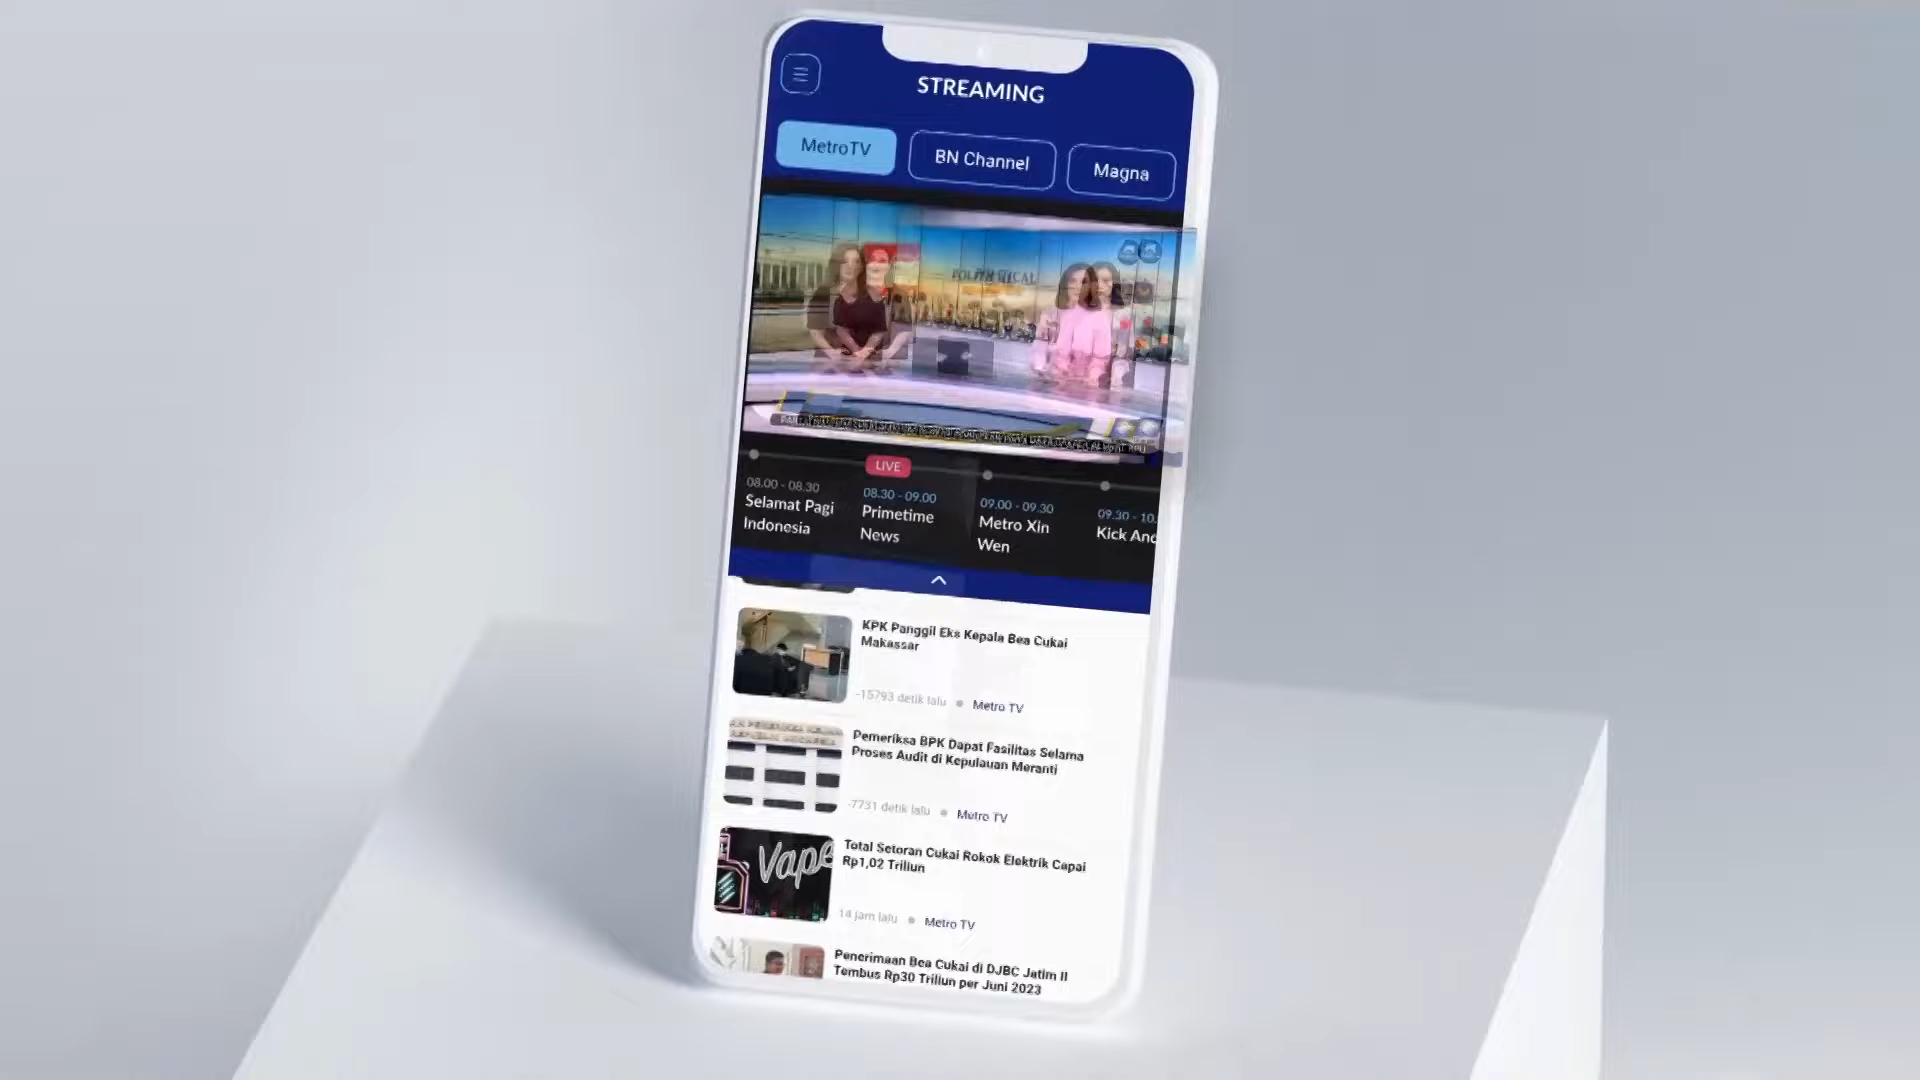 STREAMING
MetroTV
BN Channel
Magna
LIVE
08.00 - 08.30
Selamat Pagi
Indonesia
08.30 - 09.00
Primetime
News
09.00 - 09.30
Metro Xin
Wen
09.30 - 10.
Kick And
KPK Panggil Eks Kepala Bea Cukai
Makassar
-15793 detik lalu
Metro TV
Pemeriksa BPK Dapat Fasilitas Selama
Proses Audit di Kepulauan Meranti
-7731 detik lalu
Metro TV
Vape
Total Setoran Cukai Rokok Elektrik Capai
Rp1,02 Triliun
14 jam lalu
Metro TV
Penerimaan Bea Cukai di DJBC Jatim II
Tembus Rp30 Triliun per Juni 2023